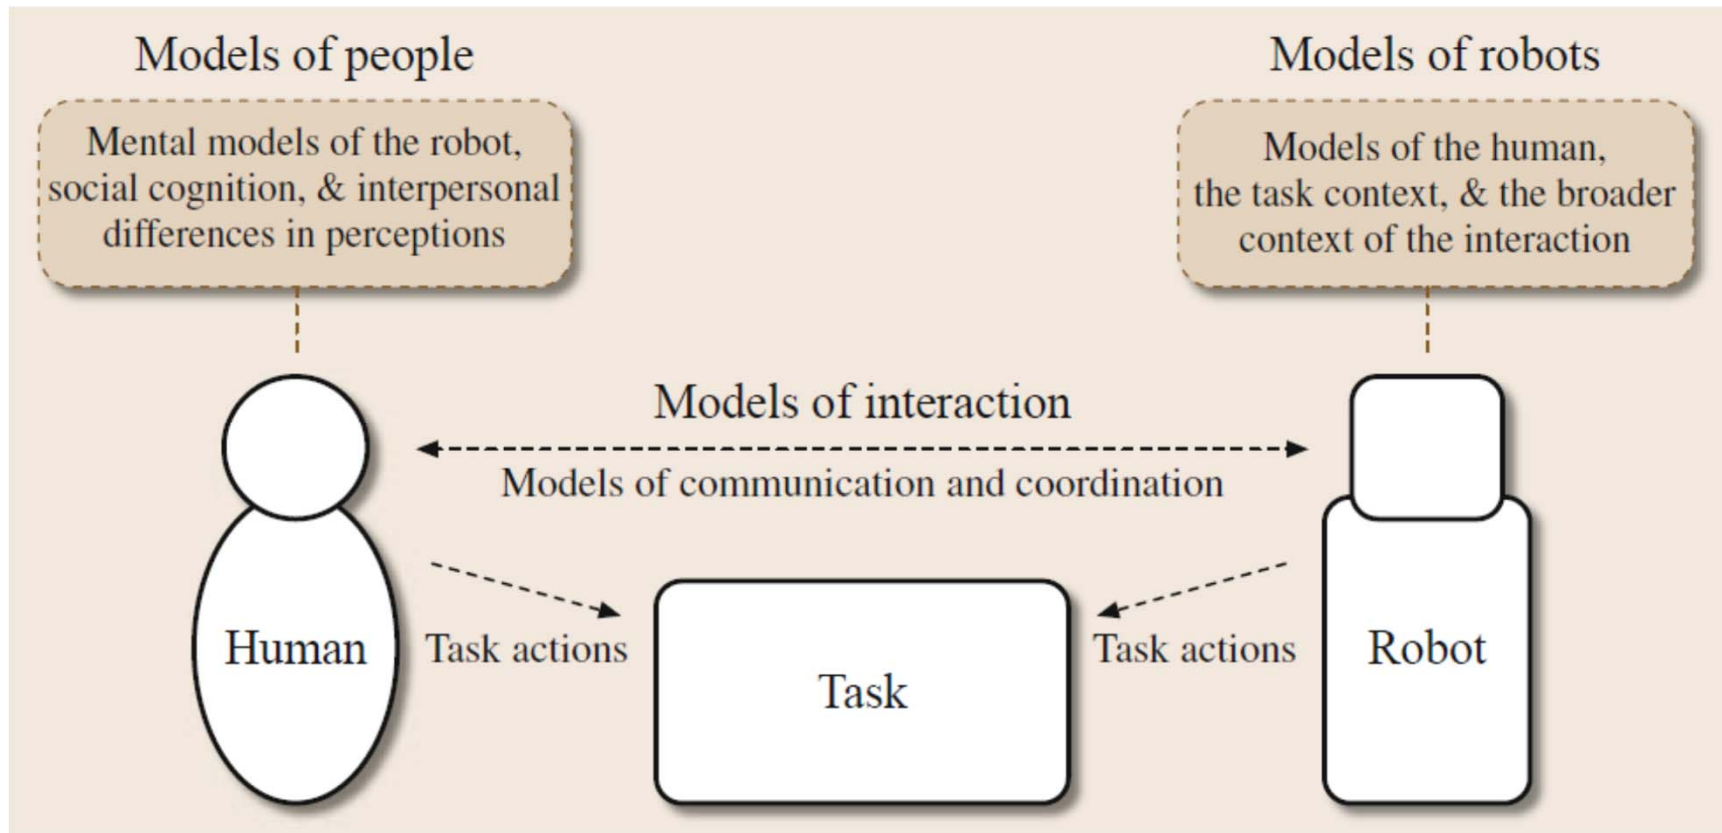 Models of people
Mental models of the robot,
social cognition, & interpersonal
differences in perceptions
Models of robots
Models of the human,
the task context, & the broader
context of the interaction
Models of interaction
Models of communication and coordination
Human
Task actions
Task
Task actions
Robot